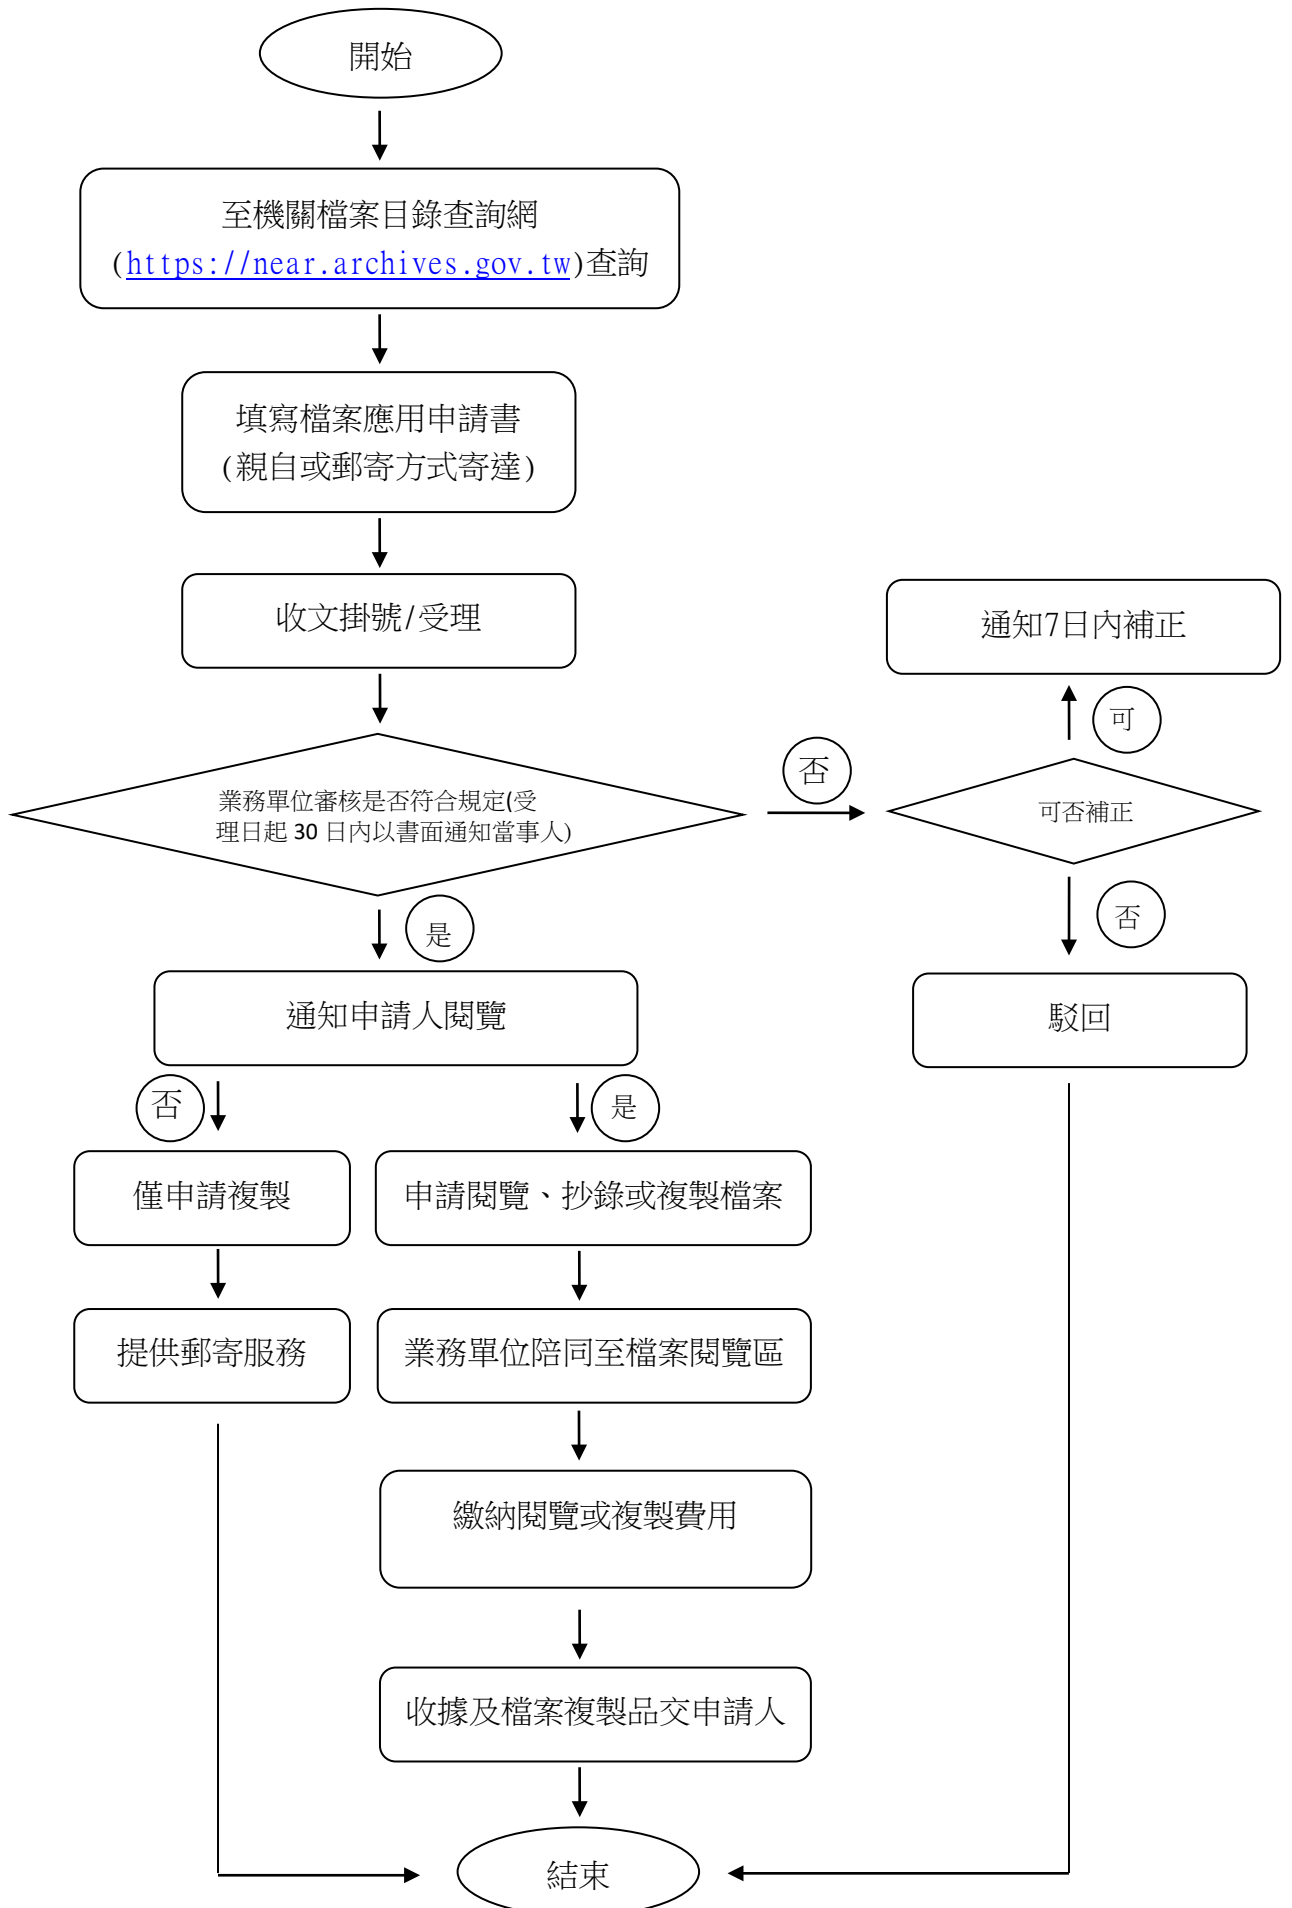 開始
至機關檔案目錄查詢網
(https://near.archives.gov.tw)查詢
填寫檔案應用申請書
(親自或郵寄方式寄達)
收文掛號/受理
通知7日內補正
可
否
業務單位審核是否符合規定(受
理日起 30 日內以書面通知當事人)
可否補正
是
否
通知申請人閱覽
駁回
否
是
僅申請複製
申請閱覽、抄錄或複製檔案
提供郵寄服務
業務單位陪同至檔案閱覽區
繳納閱覽或複製費用
收據及檔案複製品交申請人
結束